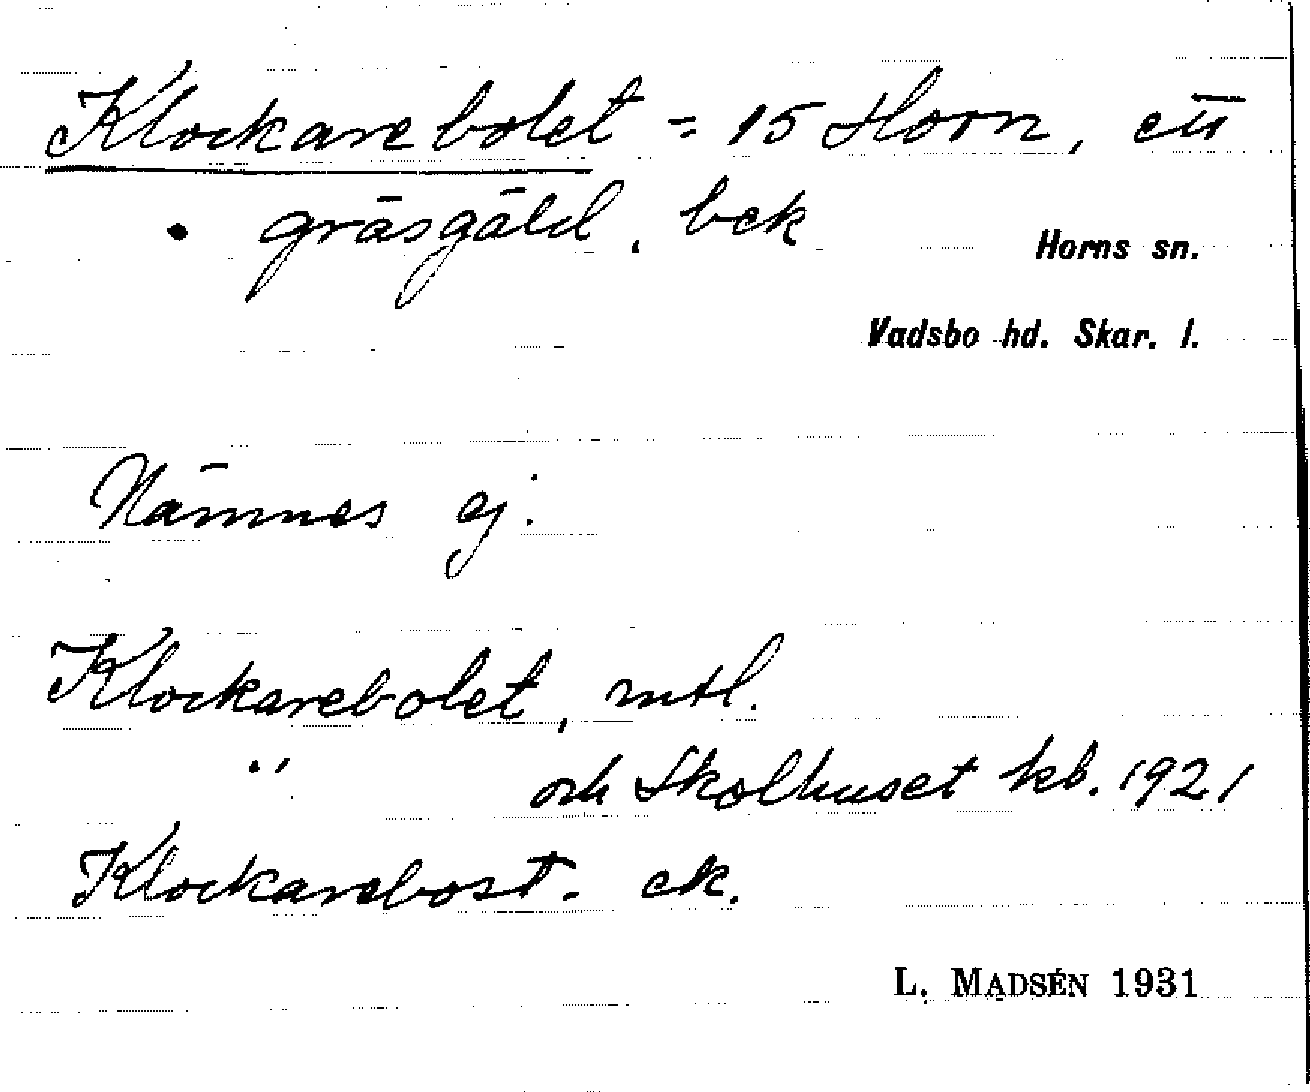 Klockarebolet = 15 Horn, ett
• gräsgäld, bek
Horns sn.
Vadsbo hd. Skar. l.
Nämnes ej.
Klockarebolet, mtl.
" och Skolhuset kb. 1921
Klockarebost. ek.
L. MADSÉN 1931